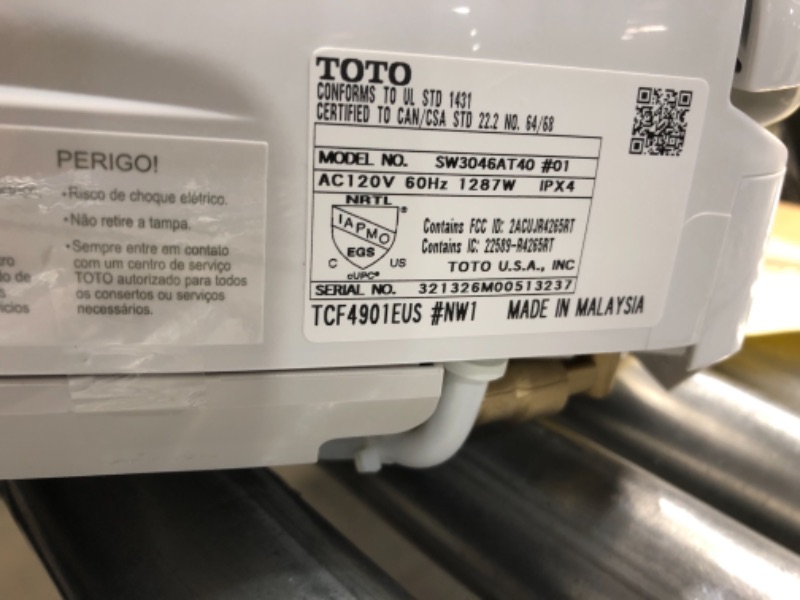 TOTO
CONFORMS TO UL STD 1431
CERTIFIED TO CAN/CSA STD 22.2 NO. 64/68
MODEL NO. SW3046AT40 #01
AC120V 60Hz 1287W IPX4
NRTL
IAPMO
EGS
C US
cUPC®
Contains FCC ID: 2ACUJR4265RT
Contains IC: 22589-R4265RT
TOTO U.S.A., INC
SERIAL NO. 321326M00513237
TCF4901EUS #NW1 MADE IN MALAYSIA
PERIGO!
•Risco de choque elétrico.
•Não retire a tampa.
•Sempre entre em contato
com um centro de serviço
TOTO autorizado para todos
os consertos ou serviços
necessários.